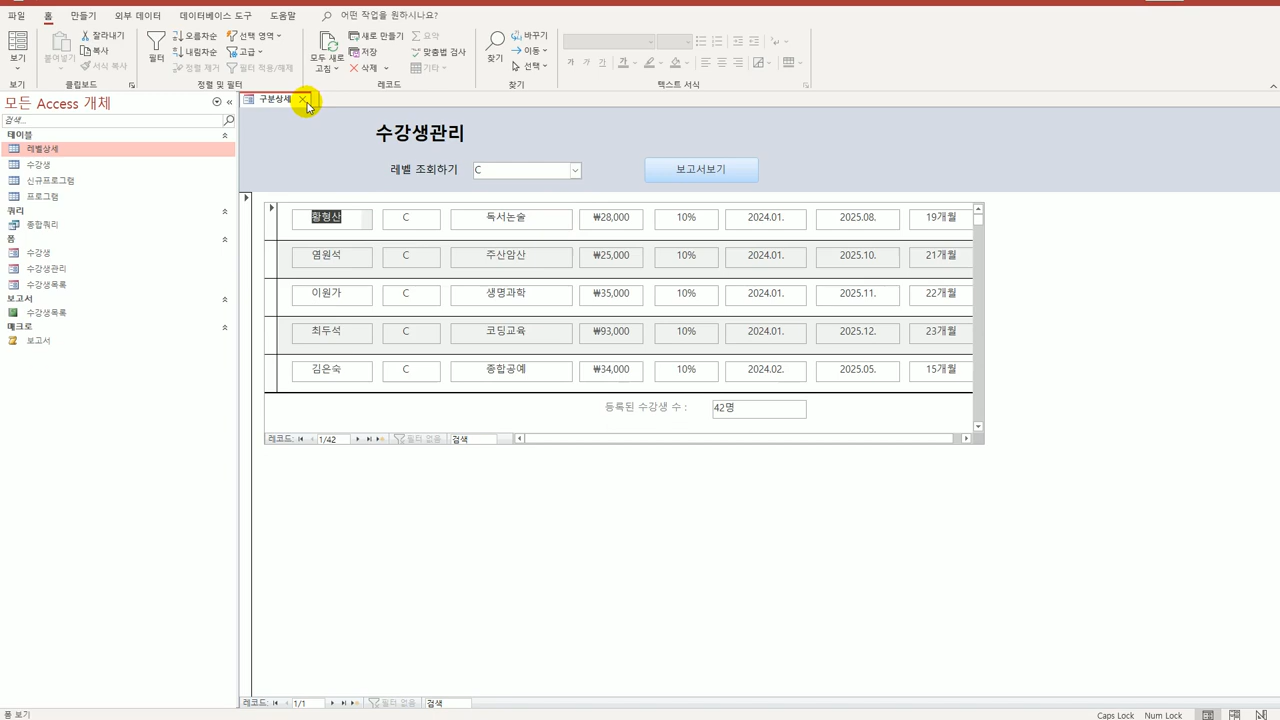 파일 홈 만들기 외부 데이터 데이터베이스 도구 도움말 어떤 작업을 원하시나요?
보기
보기
붙여넣기
잘라내기
복사
서식 복사
클립보드
필터
오름차순
내림차순
정렬 제거
선택 영역
고급
필터 적용/해제
정렬 및 필터
모두 새로 고침
새로 만들기
저장
삭제
요약
맞춤법 검사
기타
레코드
찾기
바꾸기
이동
선택
찾기
가 가 가 가
텍스트 서식
모든 Access 개체
검색...
테이블
레벨상세
수강생
신규프로그램
프로그램
쿼리
종합쿼리
폼
수강생
수강생관리
수강생목록
보고서
수강생목록
매크로
보고서
구분상세
수강생관리
레벨 조회하기 C 보고서보기
황형산 C 독서논술 ₩28,000 10% 2024.01. 2025.08. 19개월
염원석 C 주산암산 ₩25,000 10% 2024.01. 2025.10. 21개월
이원가 C 생명과학 ₩35,000 10% 2024.01. 2025.11. 22개월
최두석 C 코딩교육 ₩93,000 10% 2024.01. 2025.12. 23개월
김은숙 C 종합공예 ₩34,000 10% 2024.02. 2025.05. 15개월
등록된 수강생 수 : 42명
레코드: 1/42 필터 없음 검색
레코드: 1/1 필터 없음 검색
폼 보기 Caps Lock Num Lock